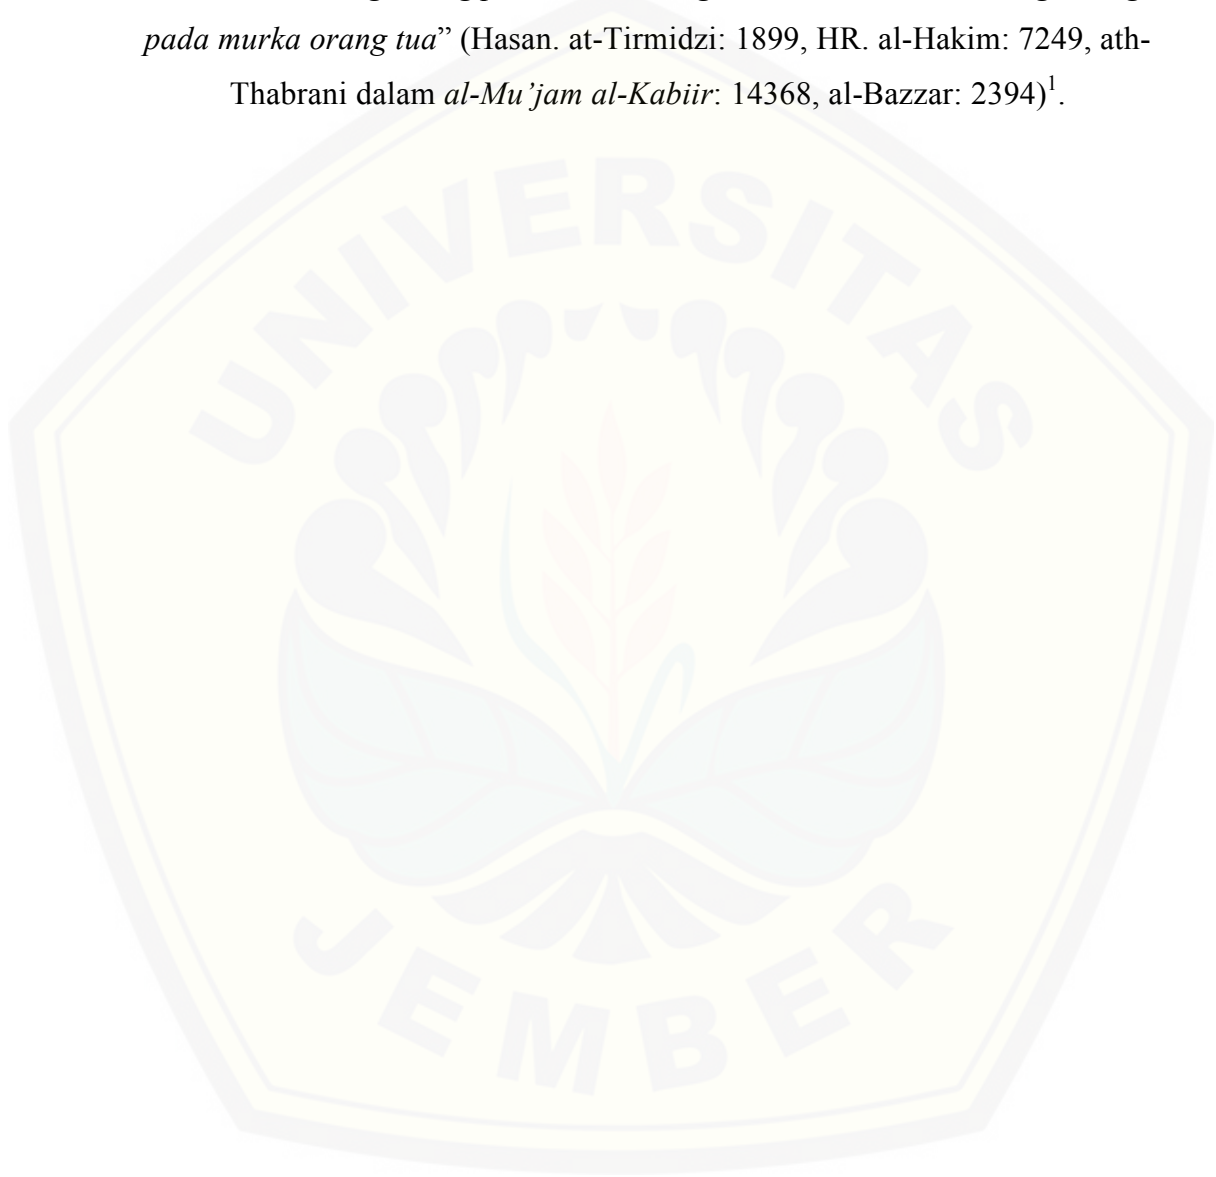 pada murka orang tua” (Hasan. at-Tirmidzi: 1899, HR. al-Hakim: 7249, ath-
Thabrani dalam al-Mu’jam al-Kabiir: 14368, al-Bazzar: 2394)¹.
UNIVERSITAS
JEMBER